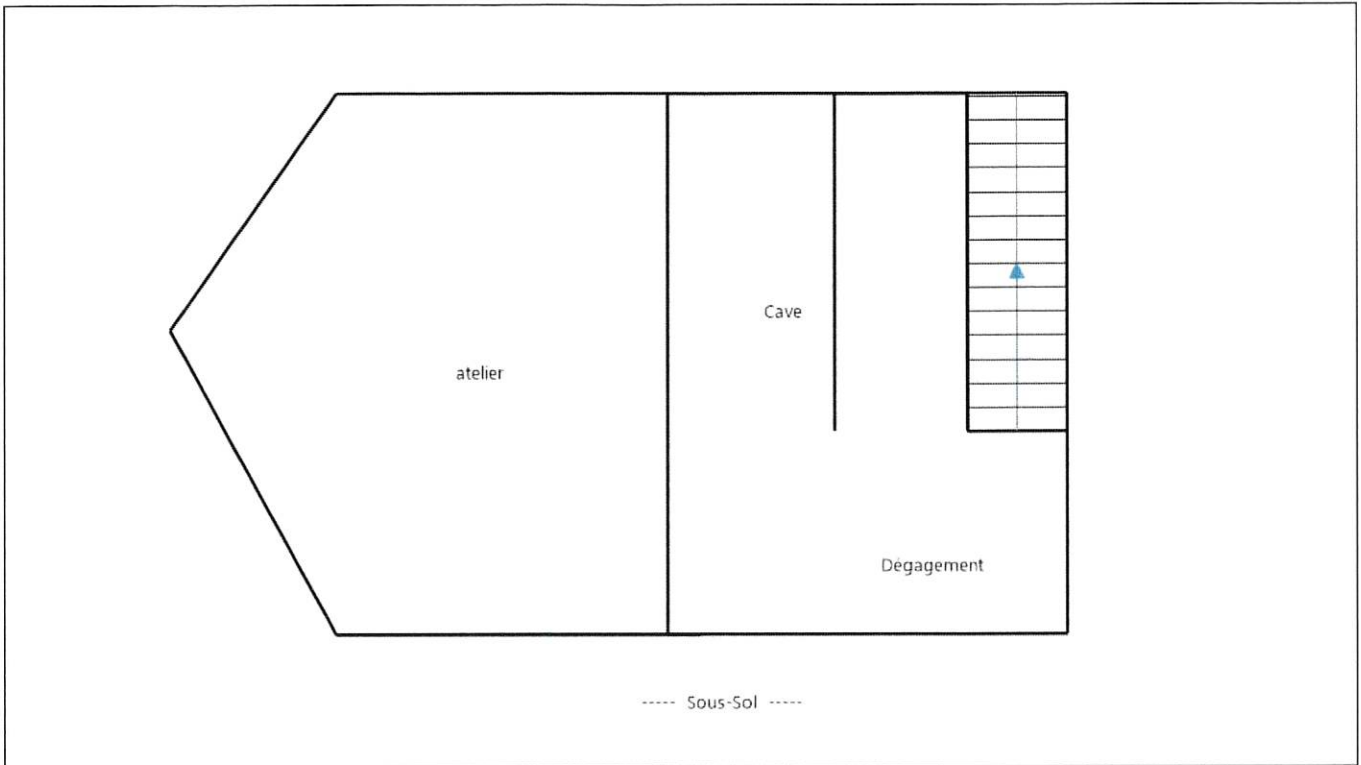 Cave
atelier
Dégagement
----- Sous-Sol -----